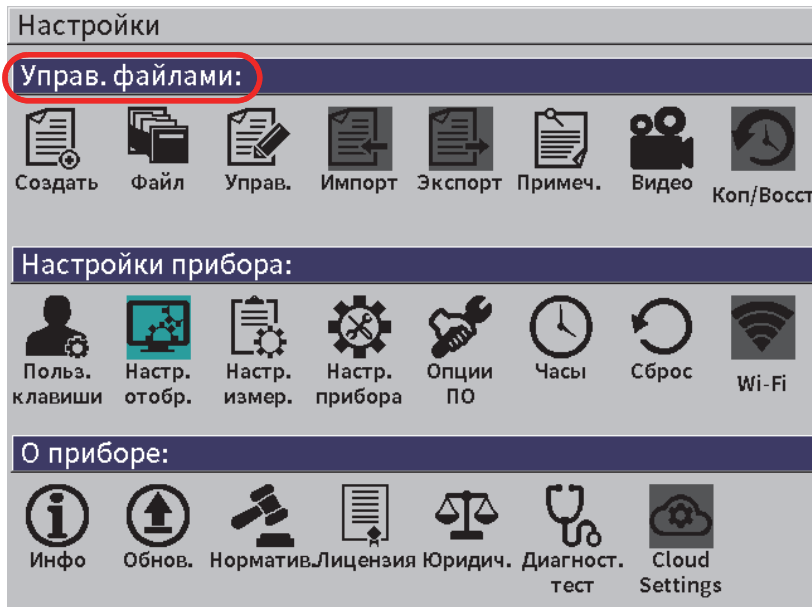 Настройки
Управ. файлами:
Создать Файл Управ. Импорт Экспорт Примеч. Видео Коп/Восст
Настройки прибора:
Польз. Настр. Настр. Настр. Опции Часы Сброс Wi-Fi
клавиши отобр. измер. прибора ПО
О приборе:
Инфо Обнов. Норматив. Лицензия Юридич. Диагност. Cloud
тест Settings